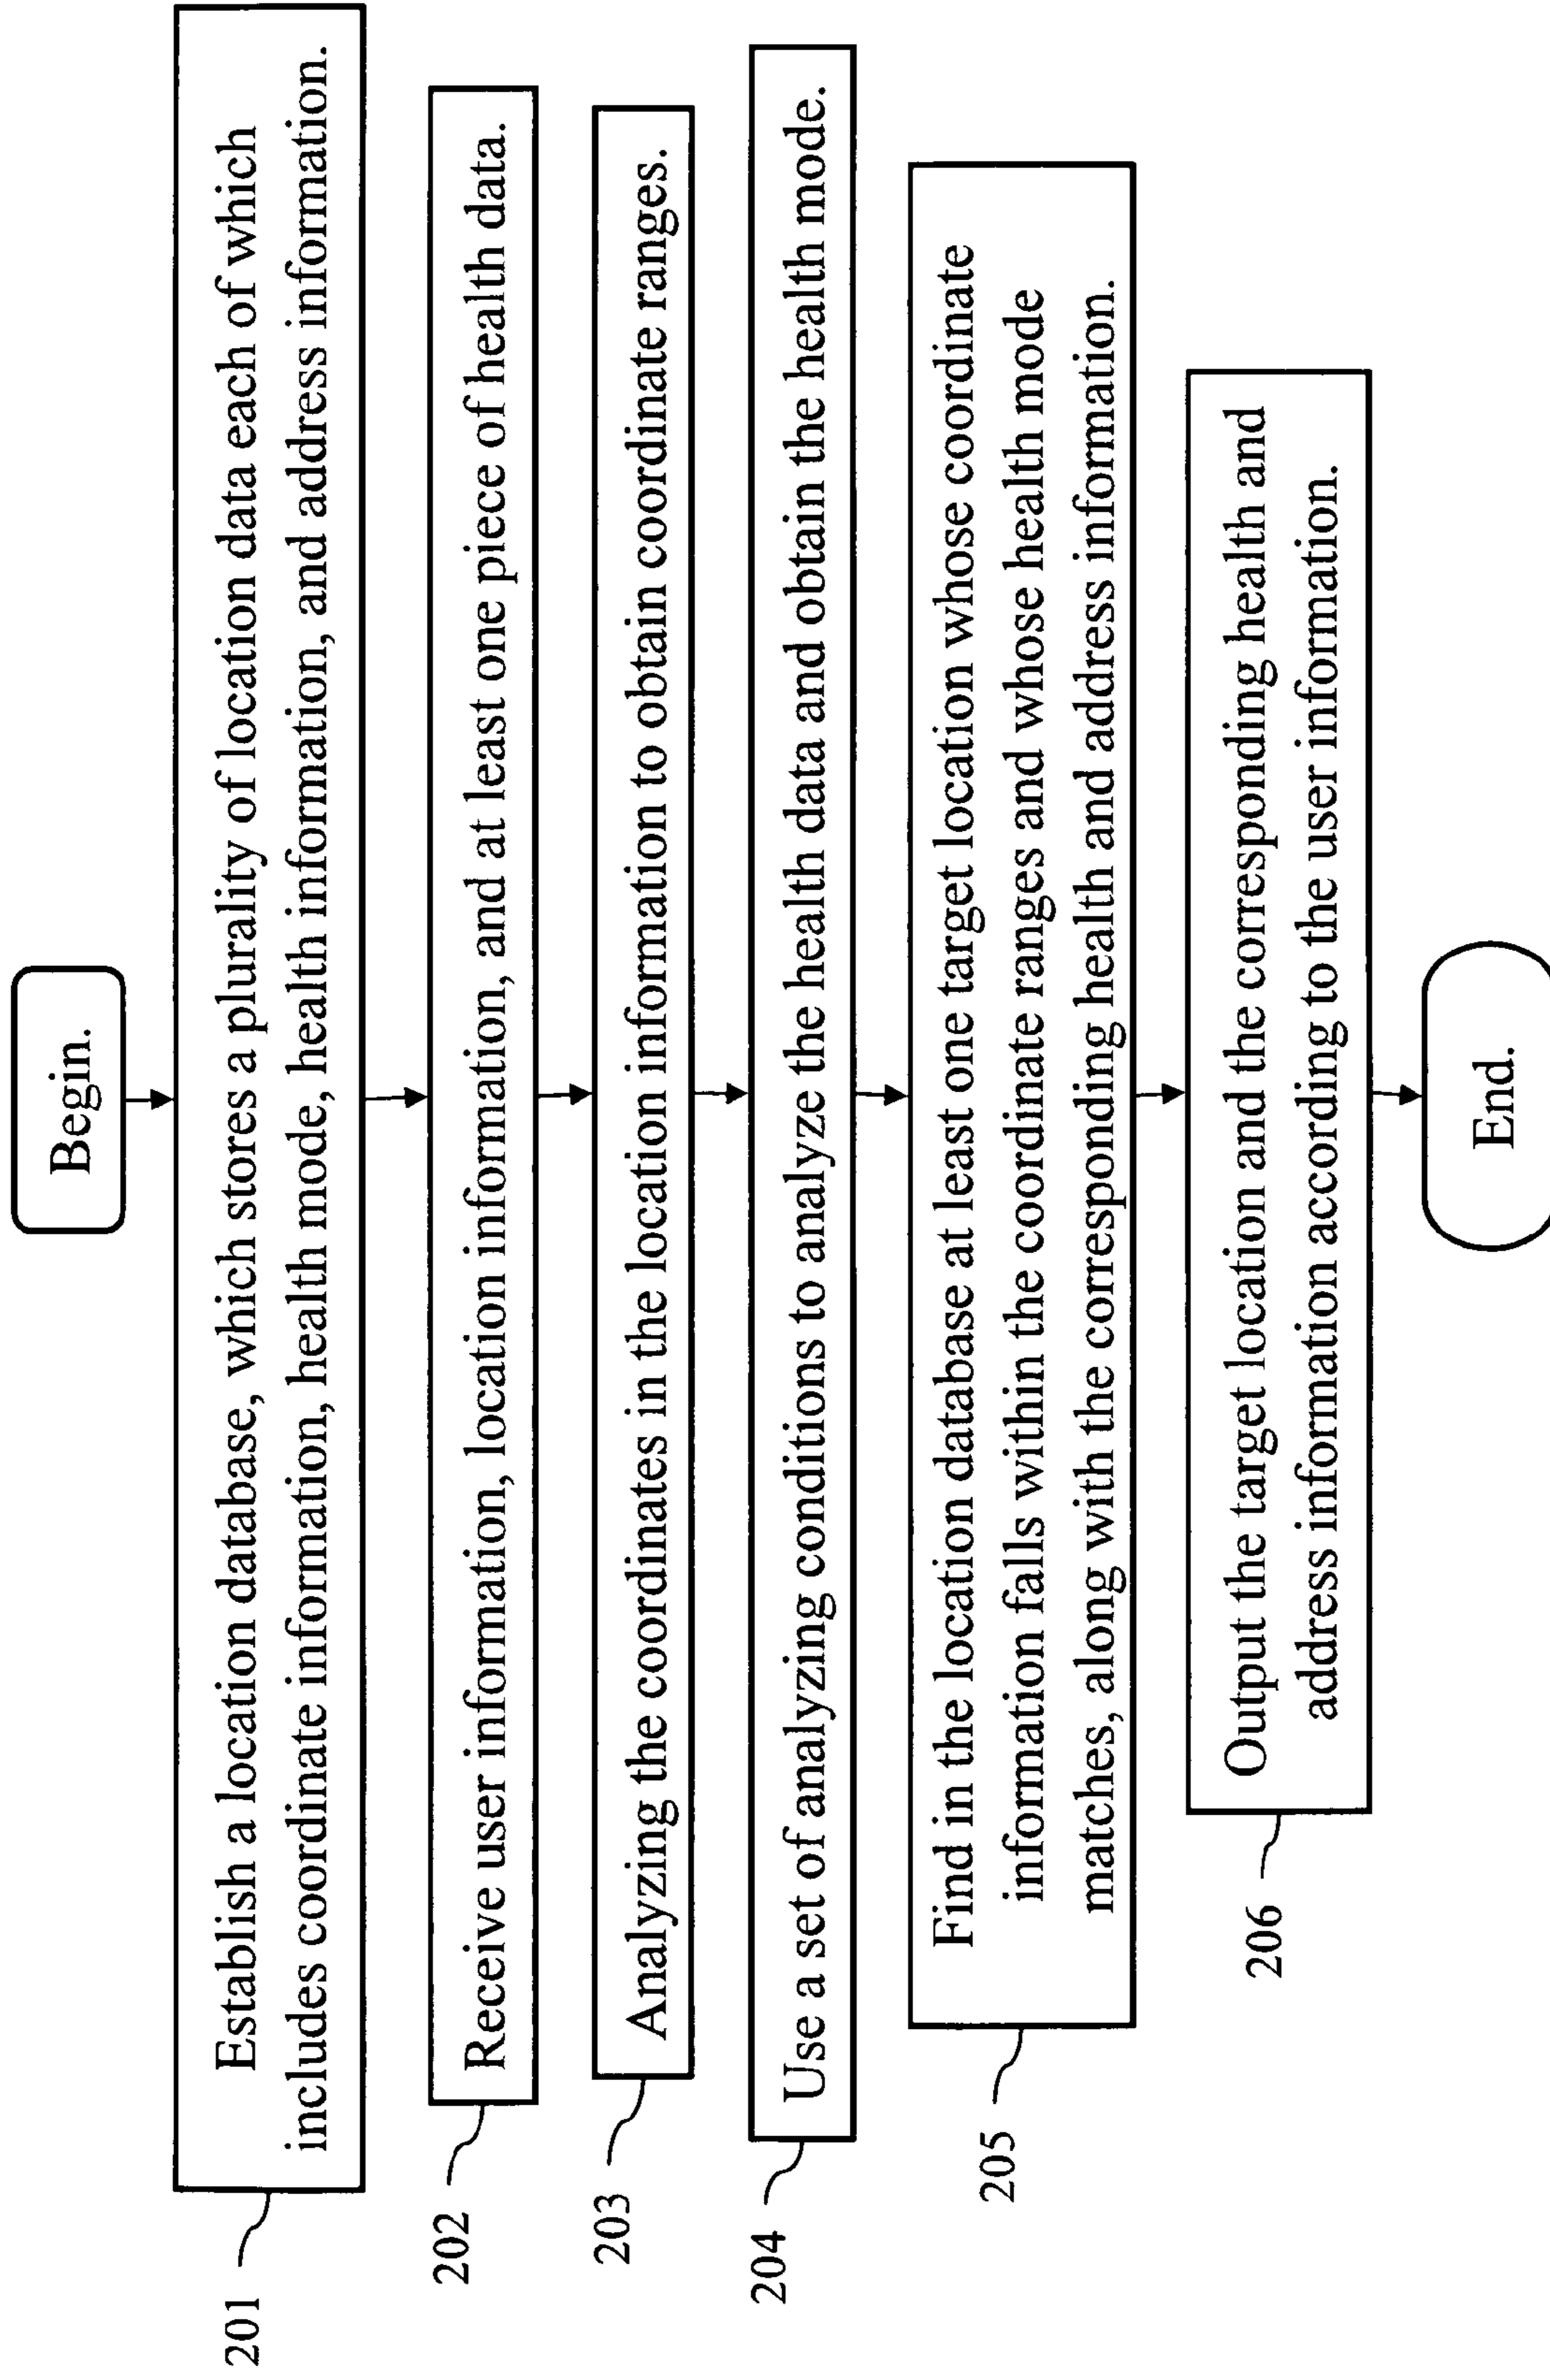 Begin.
201
Establish a location database, which stores a plurality of location data each of which
includes coordinate information, health mode, health information, and address information.
202
Receive user information, location information, and at least one piece of health data.
203
Analyzing the coordinates in the location information to obtain coordinate ranges.
204
Use a set of analyzing conditions to analyze the health data and obtain the health mode.
205
Find in the location database at least one target location whose coordinate
information falls within the coordinate ranges and whose health mode
matches, along with the corresponding health and address information.
206
Output the target location and the corresponding health and
address information according to the user information.
End.